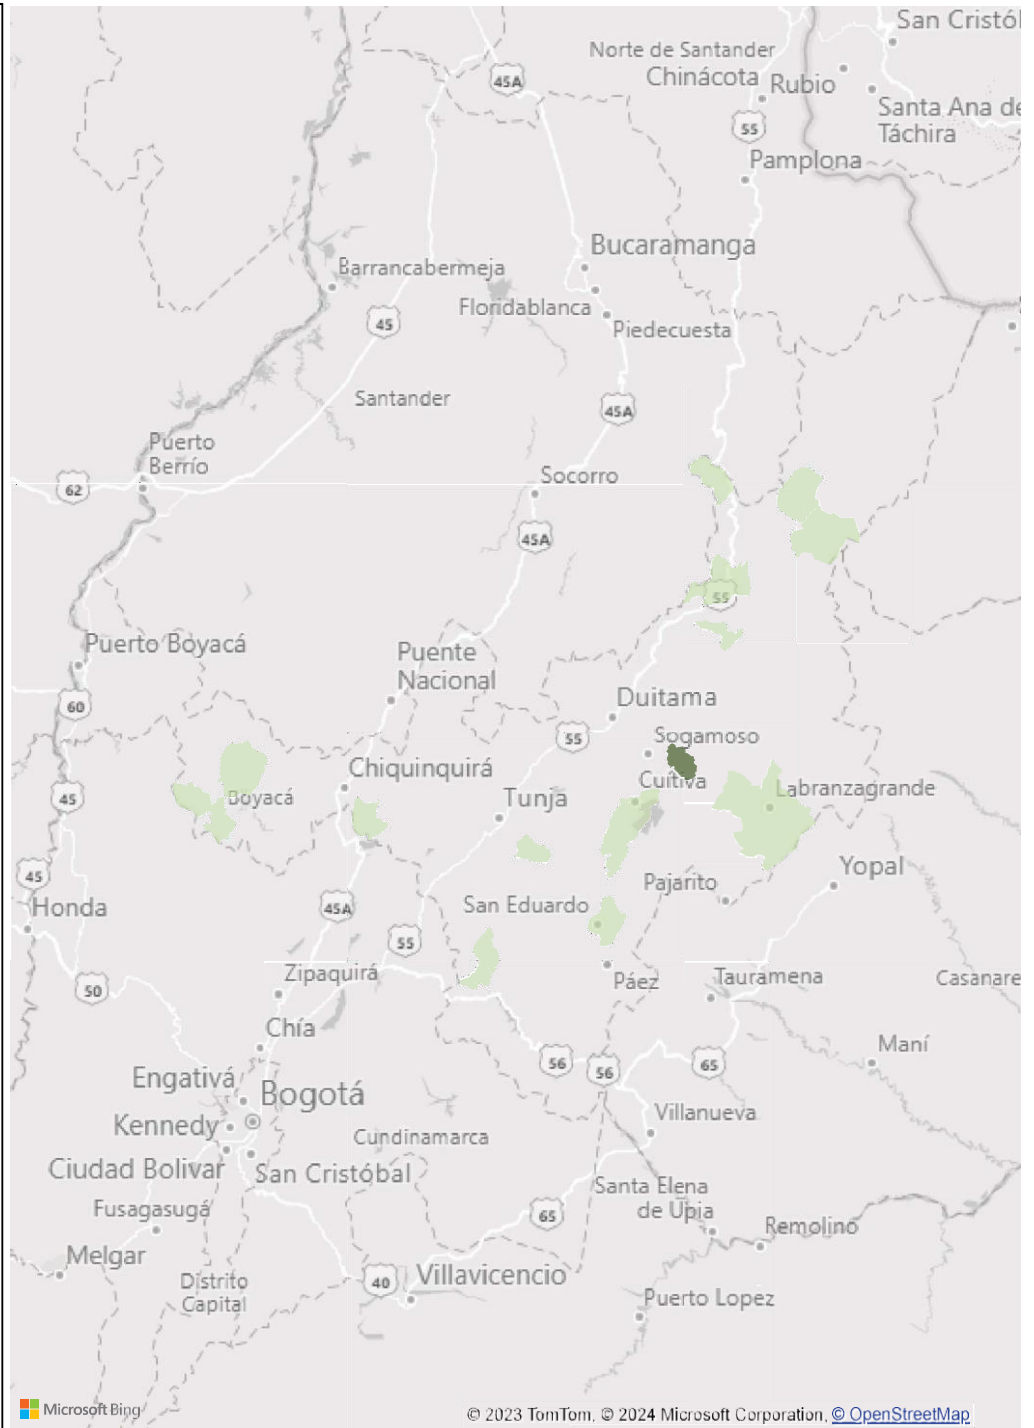 San Cristól
Norte de Santander
Chinácota
Rubio
45A
Santa Ana de
Táchira
55
Pamplona
Bucaramanga
Barrancabermeja
Floridablanca
45
Piedecuesta
Santander
45A
Puerto
Berrío
Socorro
62
45A
55
Puerto Boyacá
Puente
Nacional
Duitama
60
55
Sogamoso
Chiquinquirá
Cuítiva
Labranzagrande
45
Boyacá
Tunja
Yopal
45
Pajarito
Honda
45A
San Eduardo
55
Zipaquirá
Páez
Tauramena
Casanare
50
Chía
Maní
56
56
65
Engativá
Bogotá
Villanueva
Kennedy
Cundinamarca
Ciudad Bolivar
San Cristóbal
Santa Elena
de Upia
Fusagasugá
65
Remolino
Melgar
Distrito
Capital
40
Villavicencio
Puerto Lopez
Microsoft Bing
© 2023 TomTom, © 2024 Microsoft Corporation, © OpenStreetMap